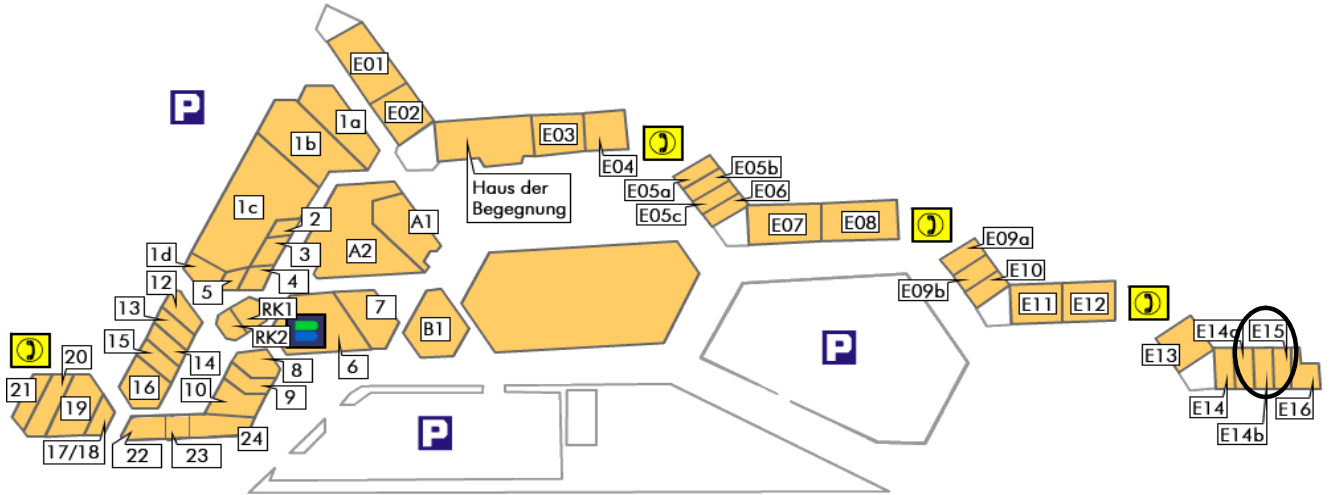 E01
E02
1a
1b
1c
1d
P
E03
E04
Haus der
Begegnung
E05a
E05b
E05c
E06
E07
E08
E09a
E09b
E10
E11
E12
E13
E14a
E15
E14
E14b
E16
A1
A2
2
3
4
5
12
13
15
14
16
RK1
RK2
7
6
B1
P
8
9
10
20
21
19
17/18
22
23
24
P